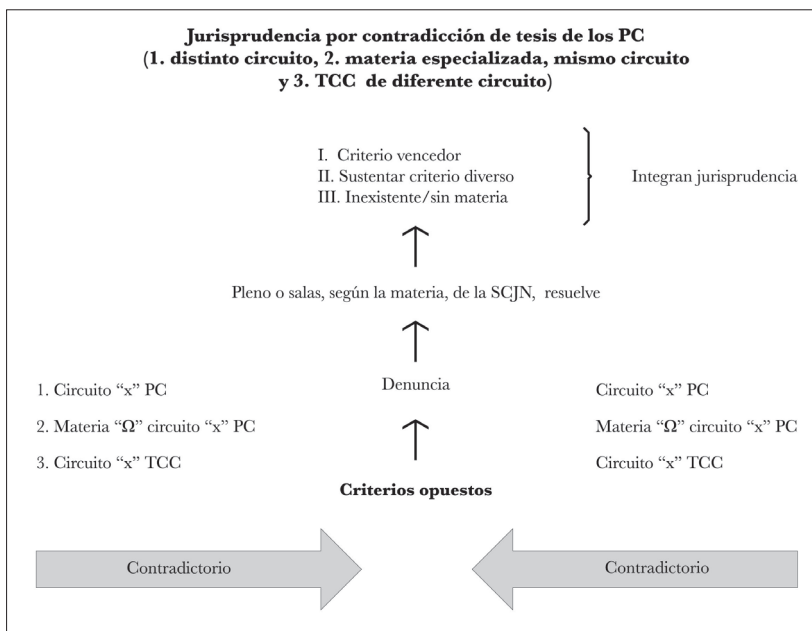 Jurisprudencia por contradicción de tesis de los PC
(1. distinto circuito, 2. materia especializada, mismo circuito
y 3. TCC de diferente circuito)
I. Criterio vencedor
II. Sustentar criterio diverso
III. Inexistente/sin materia
Integran jurisprudencia
Pleno o salas, según la materia, de la SCJN, resuelve
Denuncia
1. Circuito “x” PC
2. Materia “Ω” circuito “x” PC
3. Circuito “x” TCC
Circuito “x” PC
Materia “Ω” circuito “x” PC
Circuito “x” TCC
Criterios opuestos
Contradictorio
Contradictorio